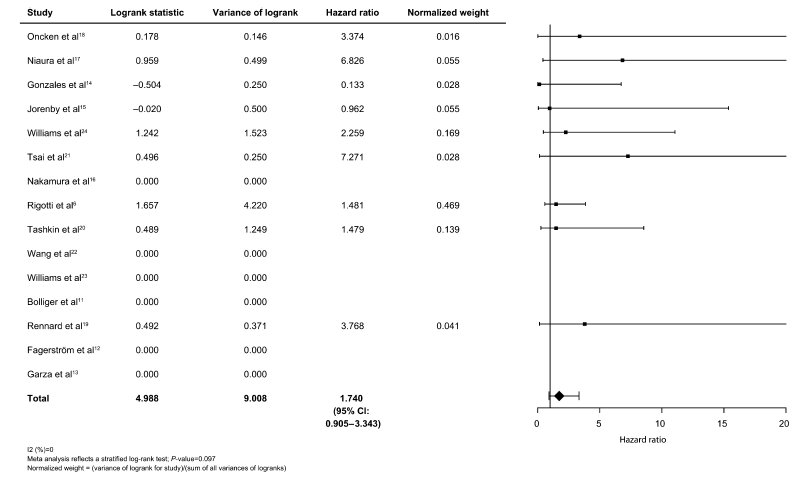 Study Logrank statistic Variance of logrank Hazard ratio Normalized weight
Oncken et al18 0.178 0.146 3.374 0.016
Niaura et al17 0.959 0.499 6.826 0.055
Gonzales et al14 –0.504 0.250 0.133 0.028
Jorenby et al15 –0.020 0.500 0.962 0.055
Williams et al24 1.242 1.523 2.259 0.169
Tsai et al21 0.496 0.250 7.271 0.028
Nakamura et al16 0.000 0.000
Rigotti et al6 1.657 4.220 1.481 0.469
Tashkin et al20 0.489 1.249 1.479 0.139
Wang et al22 0.000 0.000
Williams et al23 0.000 0.000
Bolliger et al11 0.000 0.000
Rennard et al19 0.492 0.371 3.768 0.041
Fagerström et al12 0.000 0.000
Garza et al13 0.000 0.000
Total 4.988 9.008 1.740
(95% CI:
0.905–3.343)
0 5 10 15 20
Hazard ratio
I2 (%)=0
Meta analysis reflects a stratified log-rank test; P-value=0.097
Normalized weight = (variance of logrank for study)/(sum of all variances of logranks)